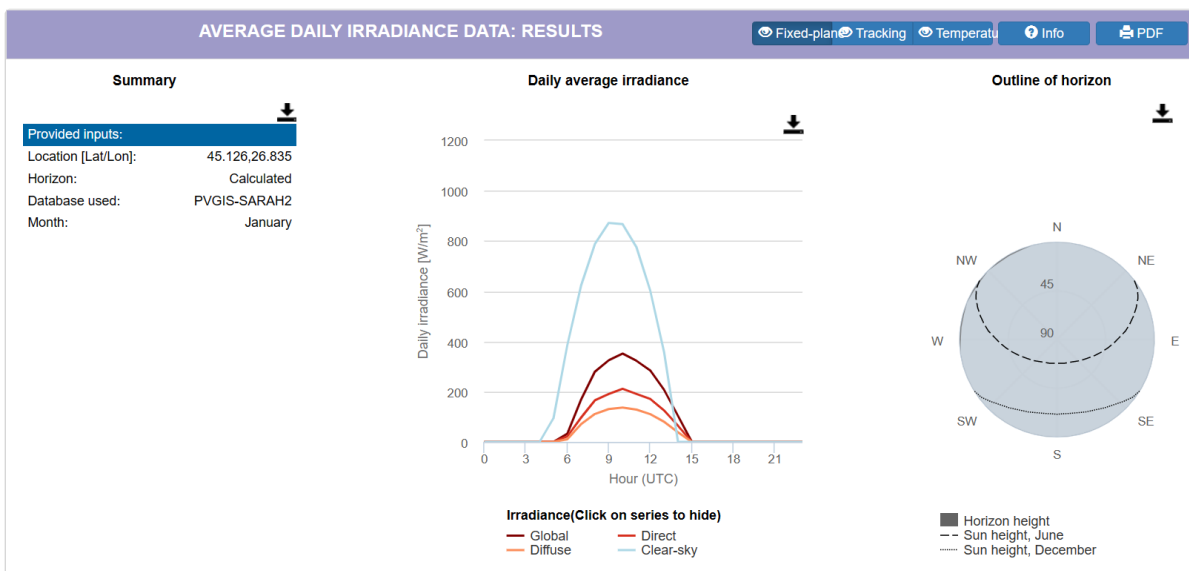 AVERAGE DAILY IRRADIANCE DATA: RESULTS
Fixed-plane
Tracking
Temperatu
Info
PDF
Summary
Provided inputs:
Location [Lat/Lon]: 45.126,26.835
Horizon: Calculated
Database used: PVGIS-SARAH2
Month: January
Daily average irradiance
1200
1000
800
600
400
200
0
Daily irradiance [W/m²]
0 3 6 9 12 15 18 21
Hour (UTC)
Irradiance(Click on series to hide)
Global Direct
Diffuse Clear-sky
Outline of horizon
N
NW NE
45
90
W E
SW SE
S
Horizon height
Sun height, June
Sun height, December